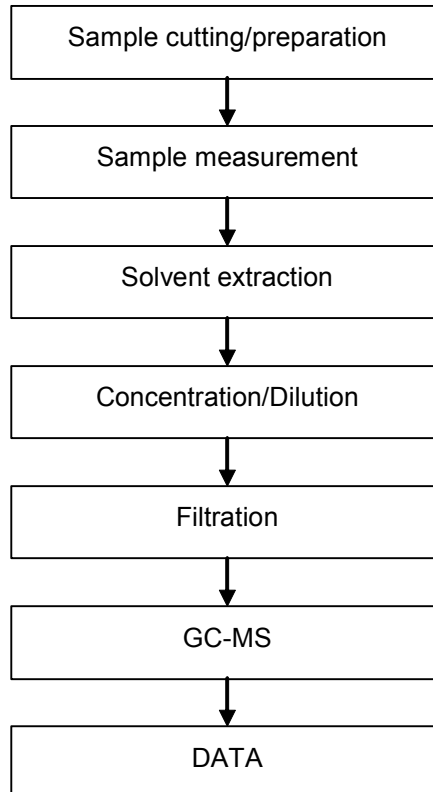 Sample cutting/preparation
Sample measurement
Solvent extraction
Concentration/Dilution
Filtration
GC-MS
DATA